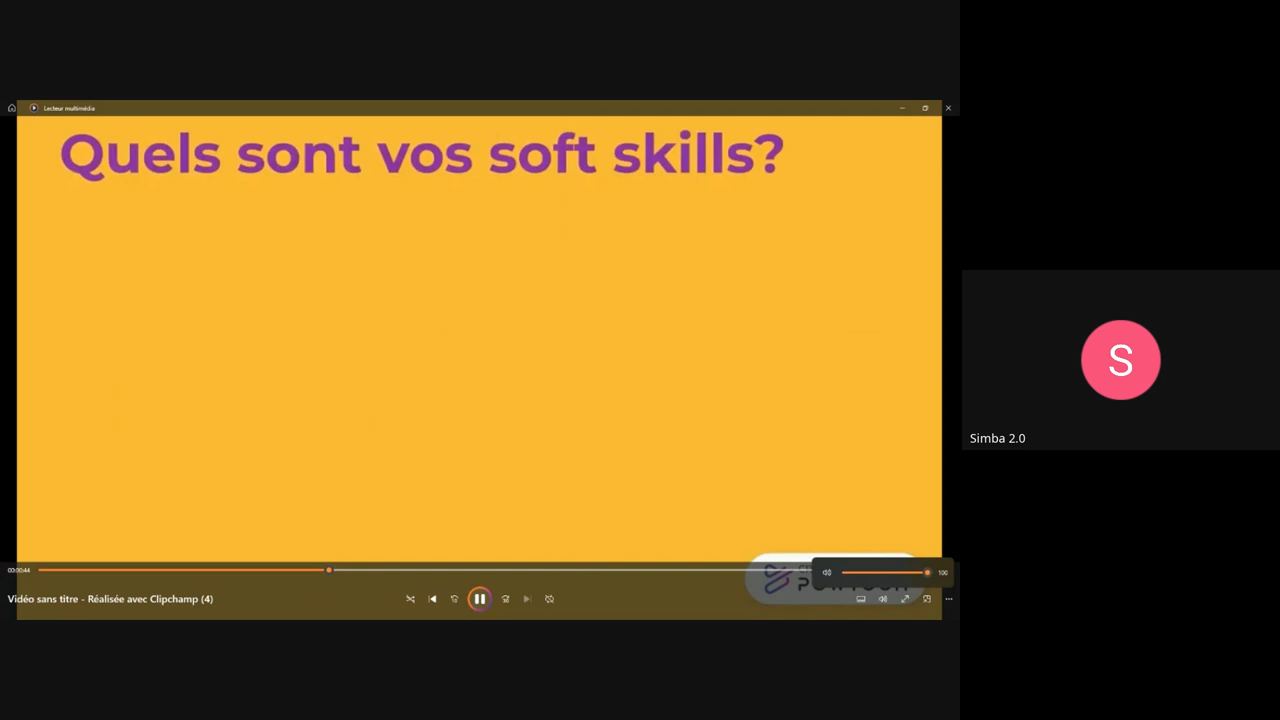 Lecteur multimédia
Quels sont vos soft skills?
S
Simba 2.0
00:00:44
100
Vidéo sans titre - Réalisée avec Clipchamp (4)